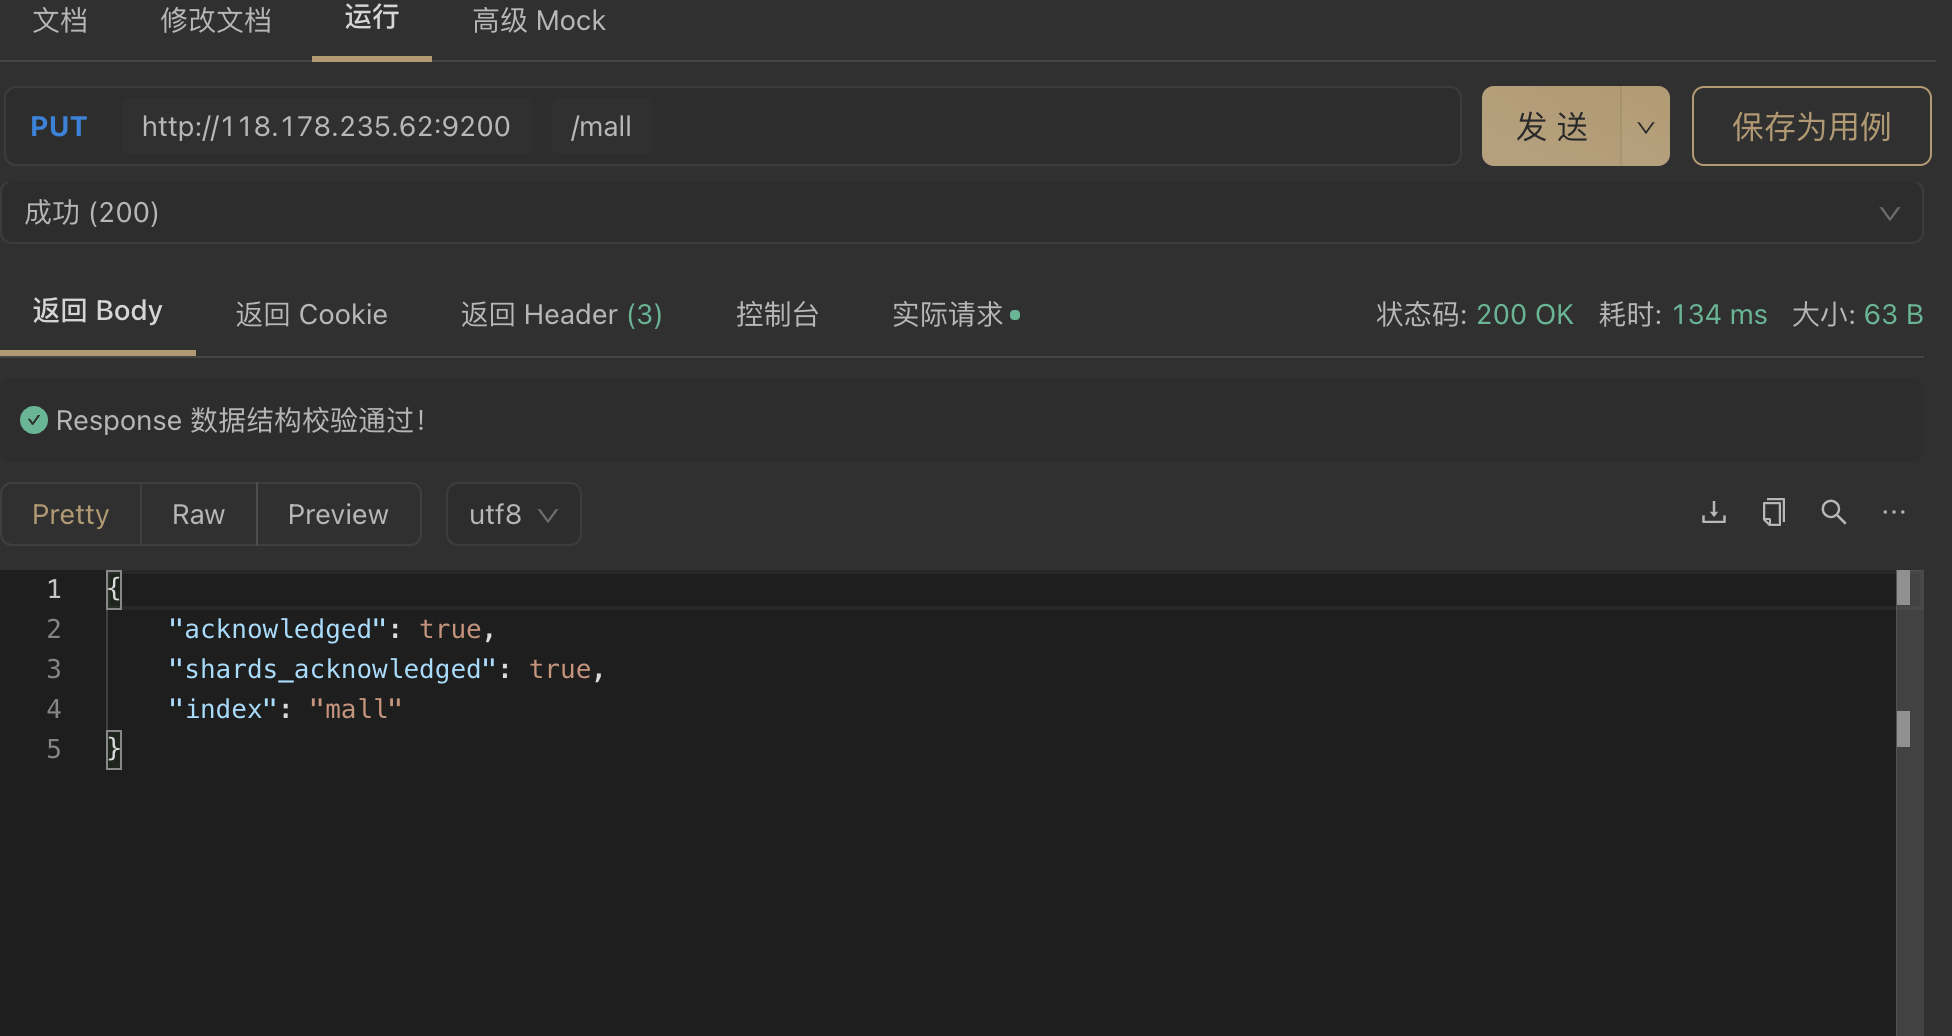 文档 修改文档 运行 高级 Mock
PUT http://118.178.235.62:9200 /mall 发 送 保存为用例
成功 (200)
返回 Body 返回 Cookie 返回 Header (3) 控制台 实际请求 状态码: 200 OK 耗时: 134 ms 大小: 63 B
Response 数据结构校验通过!
Pretty Raw Preview utf8
1 {
2 "acknowledged": true,
3 "shards_acknowledged": true,
4 "index": "mall"
5 }